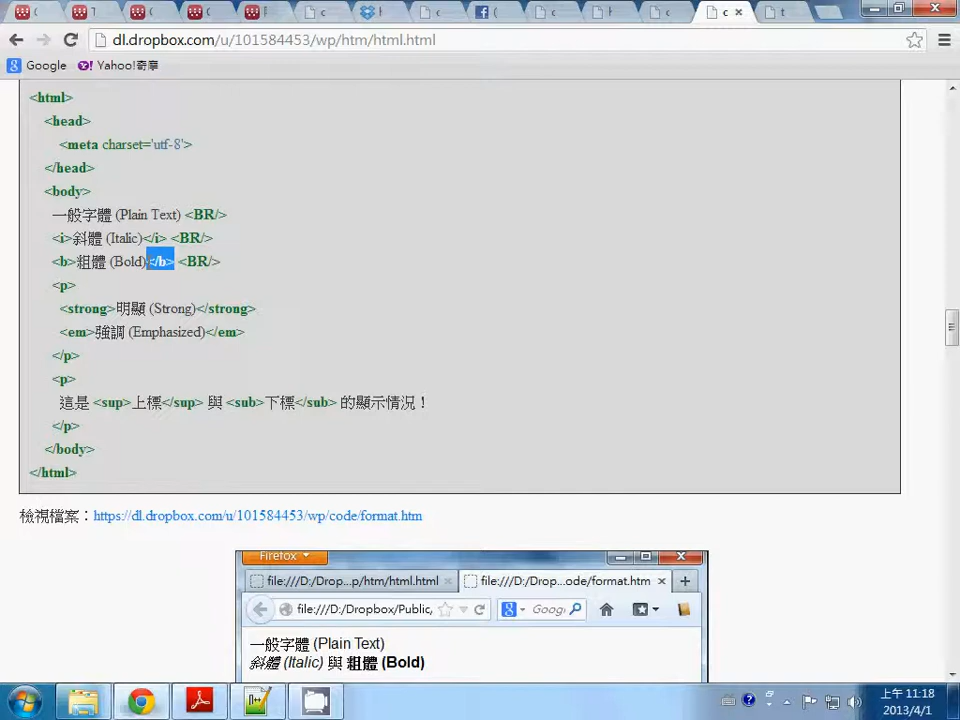 dl.dropbox.com/u/101584453/wp/htm/html.html
Google Yahoo!奇摩
<html>
<head>
<meta charset='utf-8'>
</head>
<body>
一般字體 (Plain Text) <BR/>
<i>斜體 (Italic)</i> <BR/>
<b>粗體 (Bold)</b> <BR/>
<p>
<strong>明顯 (Strong)</strong>
<em>強調 (Emphasized)</em>
</p>
<p>
這是 <sup>上標</sup> 與 <sub>下標</sub> 的顯示情況！
</p>
</body>
</html>
檢視檔案：https://dl.dropbox.com/u/101584453/wp/code/format.htm
Firefox
file:///D:/Drop...p/htm/html.html file:///D:/Drop...ode/format.htm
file:///D:/Dropbox/Public,
一般字體 (Plain Text)
斜體 (Italic) 與 粗體 (Bold)
上午 11:18
2013/4/1